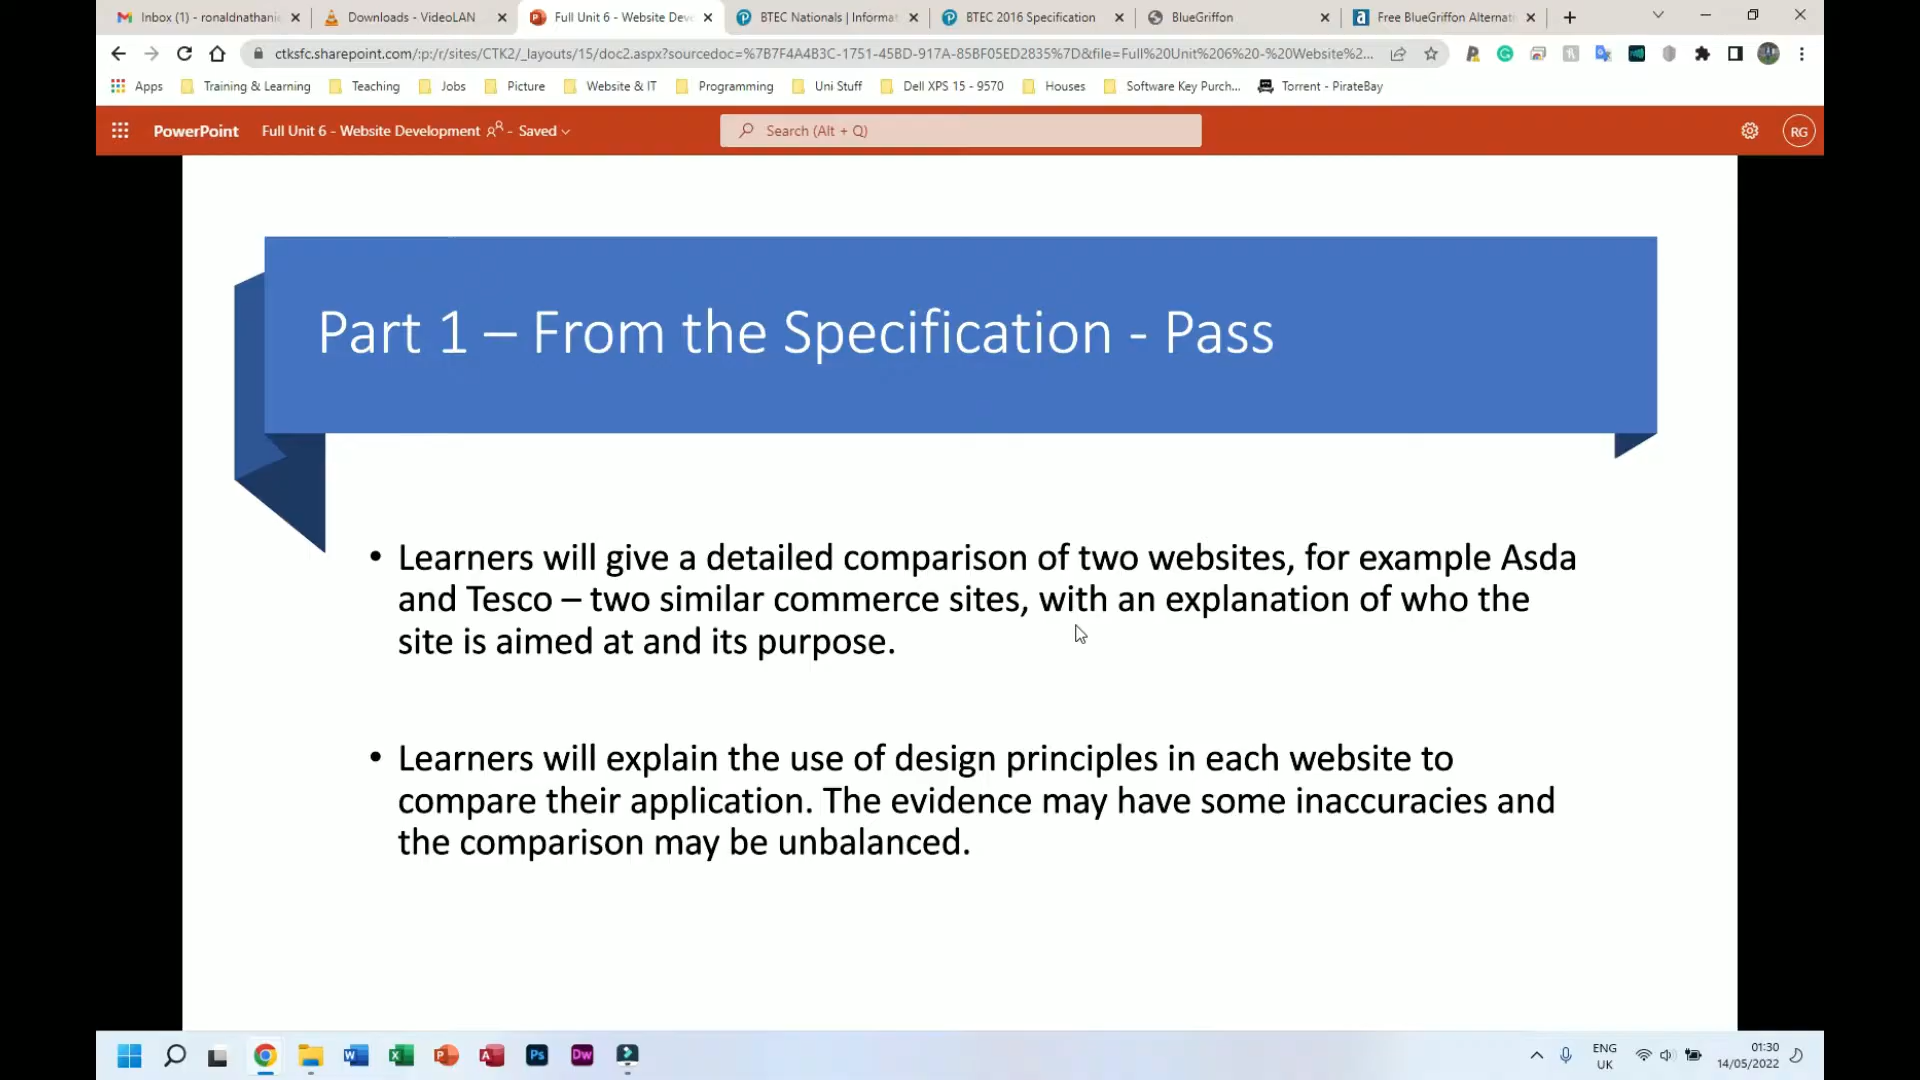 Inbox (1) - ronaldnathani
Downloads - VideoLAN
Full Unit 6 - Website Dev
BTEC Nationals | Informat
BTEC 2016 Specification
BlueGriffon
Free BlueGriffon Alternati
ctksfc.sharepoint.com/:p:/r/sites/CTK2/_layouts/15/doc2.aspx?sourcedoc=%7B7F4A4B3C-1751-45BD-917A-85BF05ED2835%7D&file=Full%20Unit%206%20-%20Website%2...
Apps
Training & Learning
Teaching
Jobs
Picture
Website & IT
Programming
Uni Stuff
Dell XPS 15 - 9570
Houses
Software Key Purch...
Torrent - PirateBay
PowerPoint
Full Unit 6 - Website Development - Saved
Search (Alt + Q)
RG
Part 1 – From the Specification - Pass
• Learners will give a detailed comparison of two websites, for example Asda
and Tesco – two similar commerce sites, with an explanation of who the
site is aimed at and its purpose.
• Learners will explain the use of design principles in each website to
compare their application. The evidence may have some inaccuracies and
the comparison may be unbalanced.
Ps
Dw
ENG
UK
01:30
14/05/2022